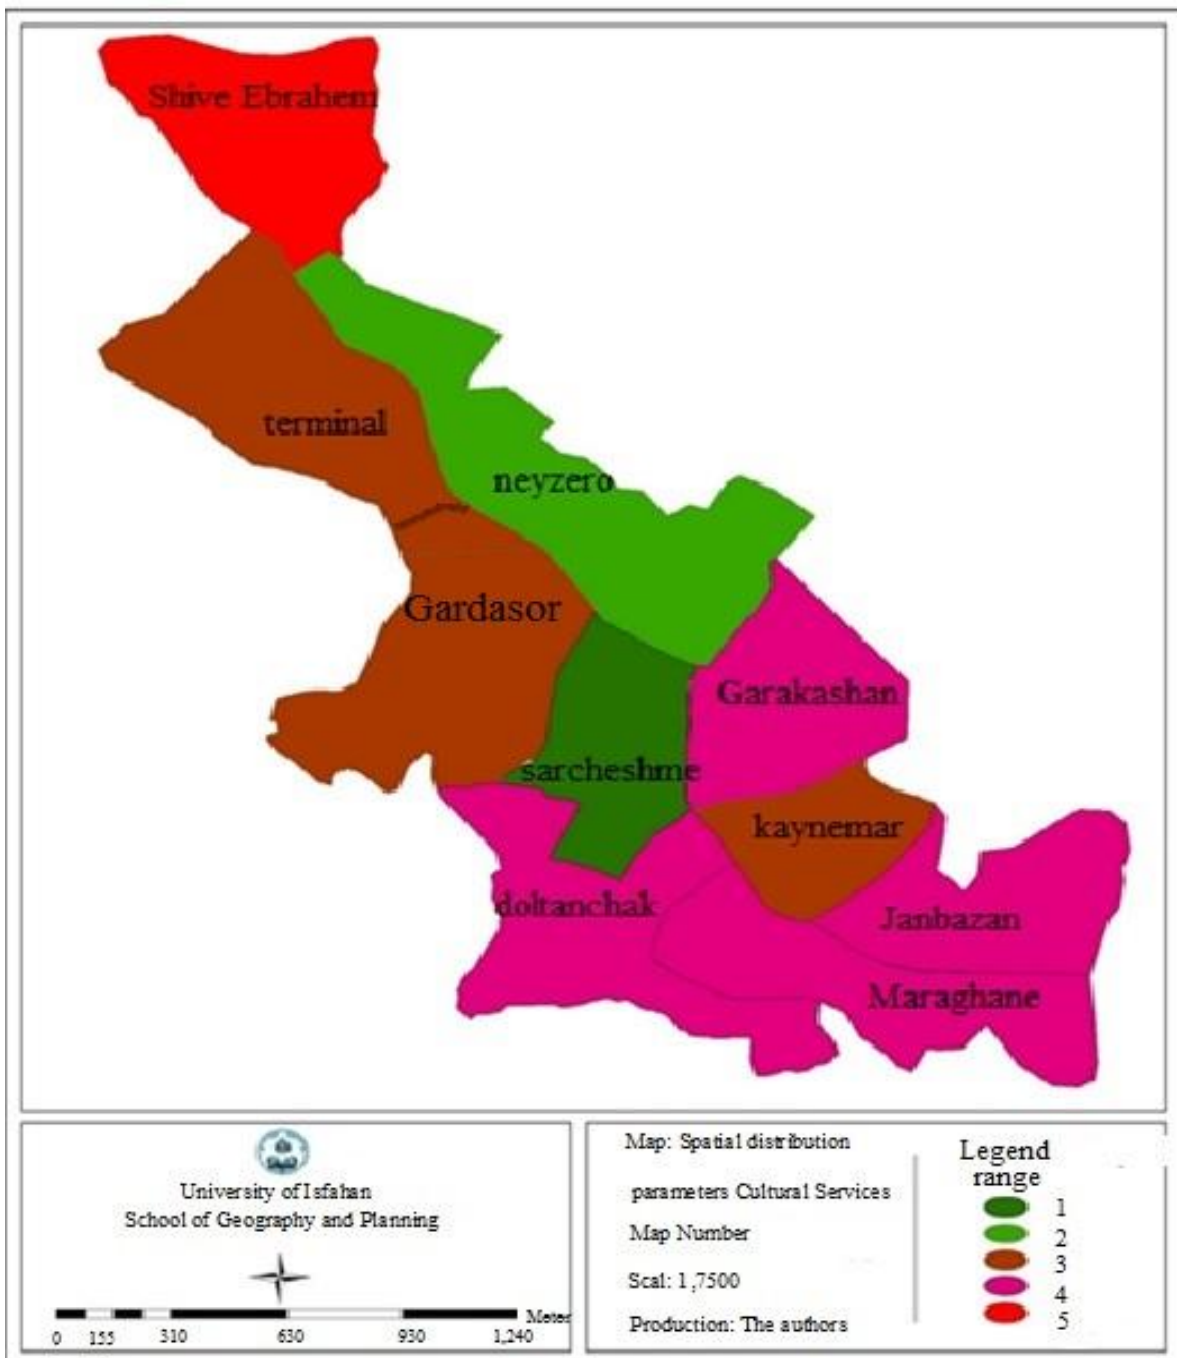 Shive Ebrahem
terminal
neyzero
Gardasor
Garakashan
sarcheshme
kaynemar
doltanchak
Janbazan
Maraghane
University of Isfahan
School of Geography and Planning
Meter
0 155 310 630 930 1,240
Map: Spatial distribution
parameters Cultural Services
Map Number
Scal: 1,7500
Production: The authors
Legend
range
1
2
3
4
5